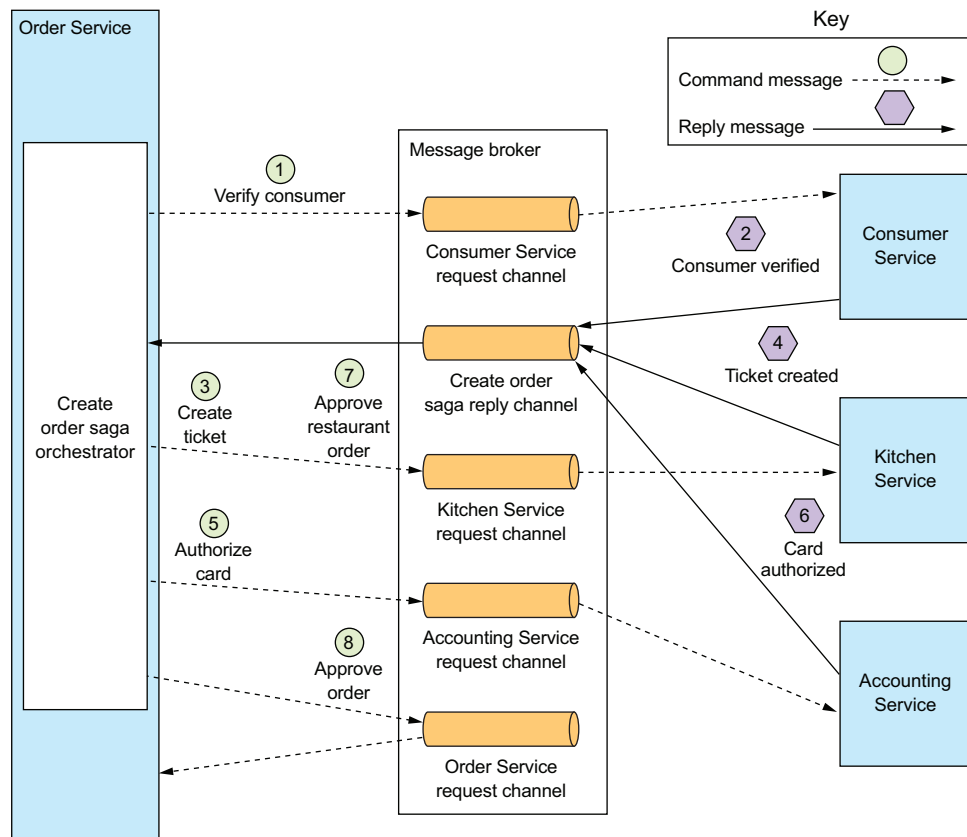 Order Service
Key
Command message
Reply message
Message broker
1
Verify consumer
Consumer Service
request channel
2
Consumer verified
Consumer
Service
Create order
saga reply channel
4
Ticket created
3
Create
ticket
7
Approve
restaurant
order
Create
order saga
orchestrator
Kitchen Service
request channel
Kitchen
Service
6
Card
authorized
5
Authorize
card
Accounting Service
request channel
8
Approve
order
Accounting
Service
Order Service
request channel